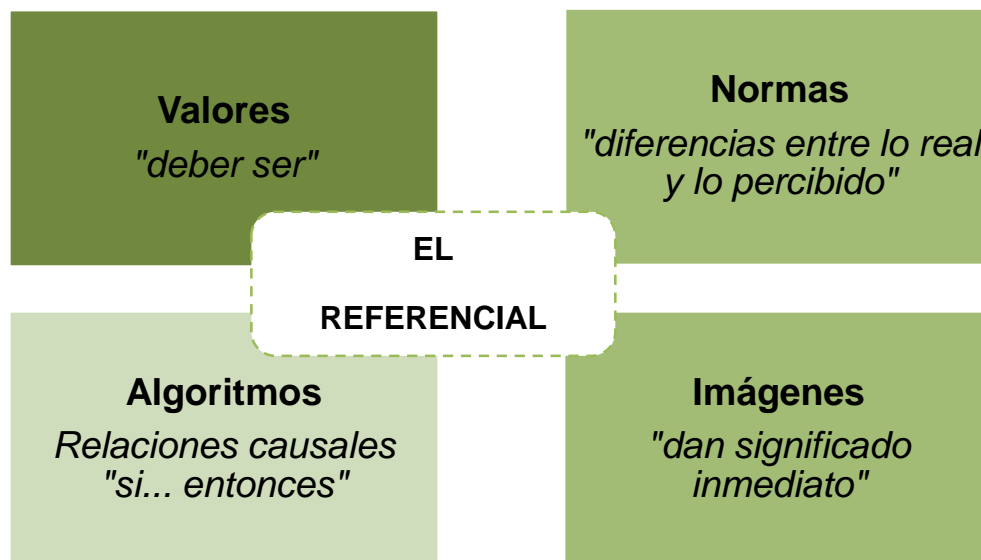 Valores
"deber ser"
Normas
"diferencias entre lo real
y lo percibido"
EL
REFERENCIAL
Algoritmos
Relaciones causales
"si... entonces"
Imágenes
"dan significado
inmediato"